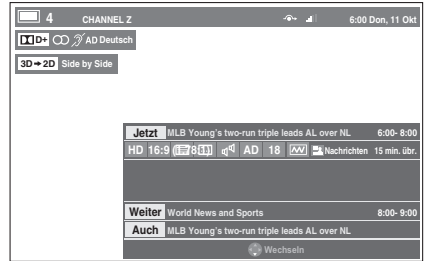 4 CHANNEL Z 6:00 Don, 11 Okt
D+ AD Deutsch
3D→2D Side by Side
Jetzt MLB Young's two-run triple leads AL over NL 6:00- 8:00
HD 16:9 AD 18 Nachrichten 15 min. übr.
Weiter World News and Sports 8:00- 9:00
Auch MLB Young's two-run triple leads AL over NL
Wechseln